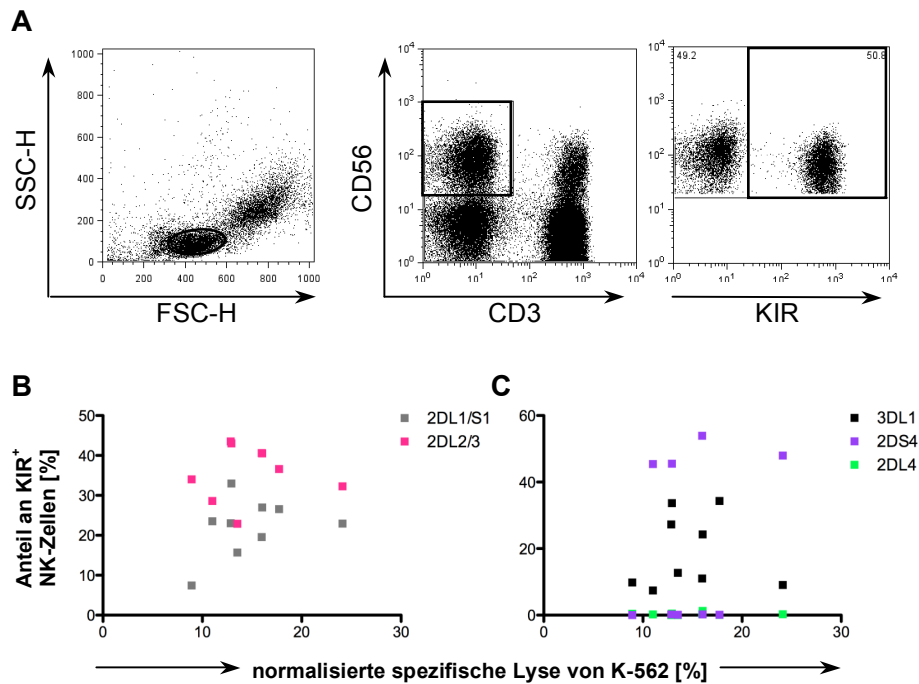 A
SSC-H
1000
800
600
400
200
0
0 200 400 600 800 1000
FSC-H
CD56
10⁴
10³
10²
10¹
10⁰
10⁰ 10¹ 10² 10³ 10⁴
CD3
49.2
10⁴
10³
10²
10¹
10⁰
10⁰ 10¹ 10² 10³ 10⁴
KIR
B
Anteil an KIR⁺
NK-Zellen [%]
50
40
30
20
10
0
0 10 20 30
2DL1/S1
2DL2/3
C
60
40
20
0
0 10 20 30
3DL1
2DS4
2DL4
normalisierte spezifische Lyse von K-562 [%]